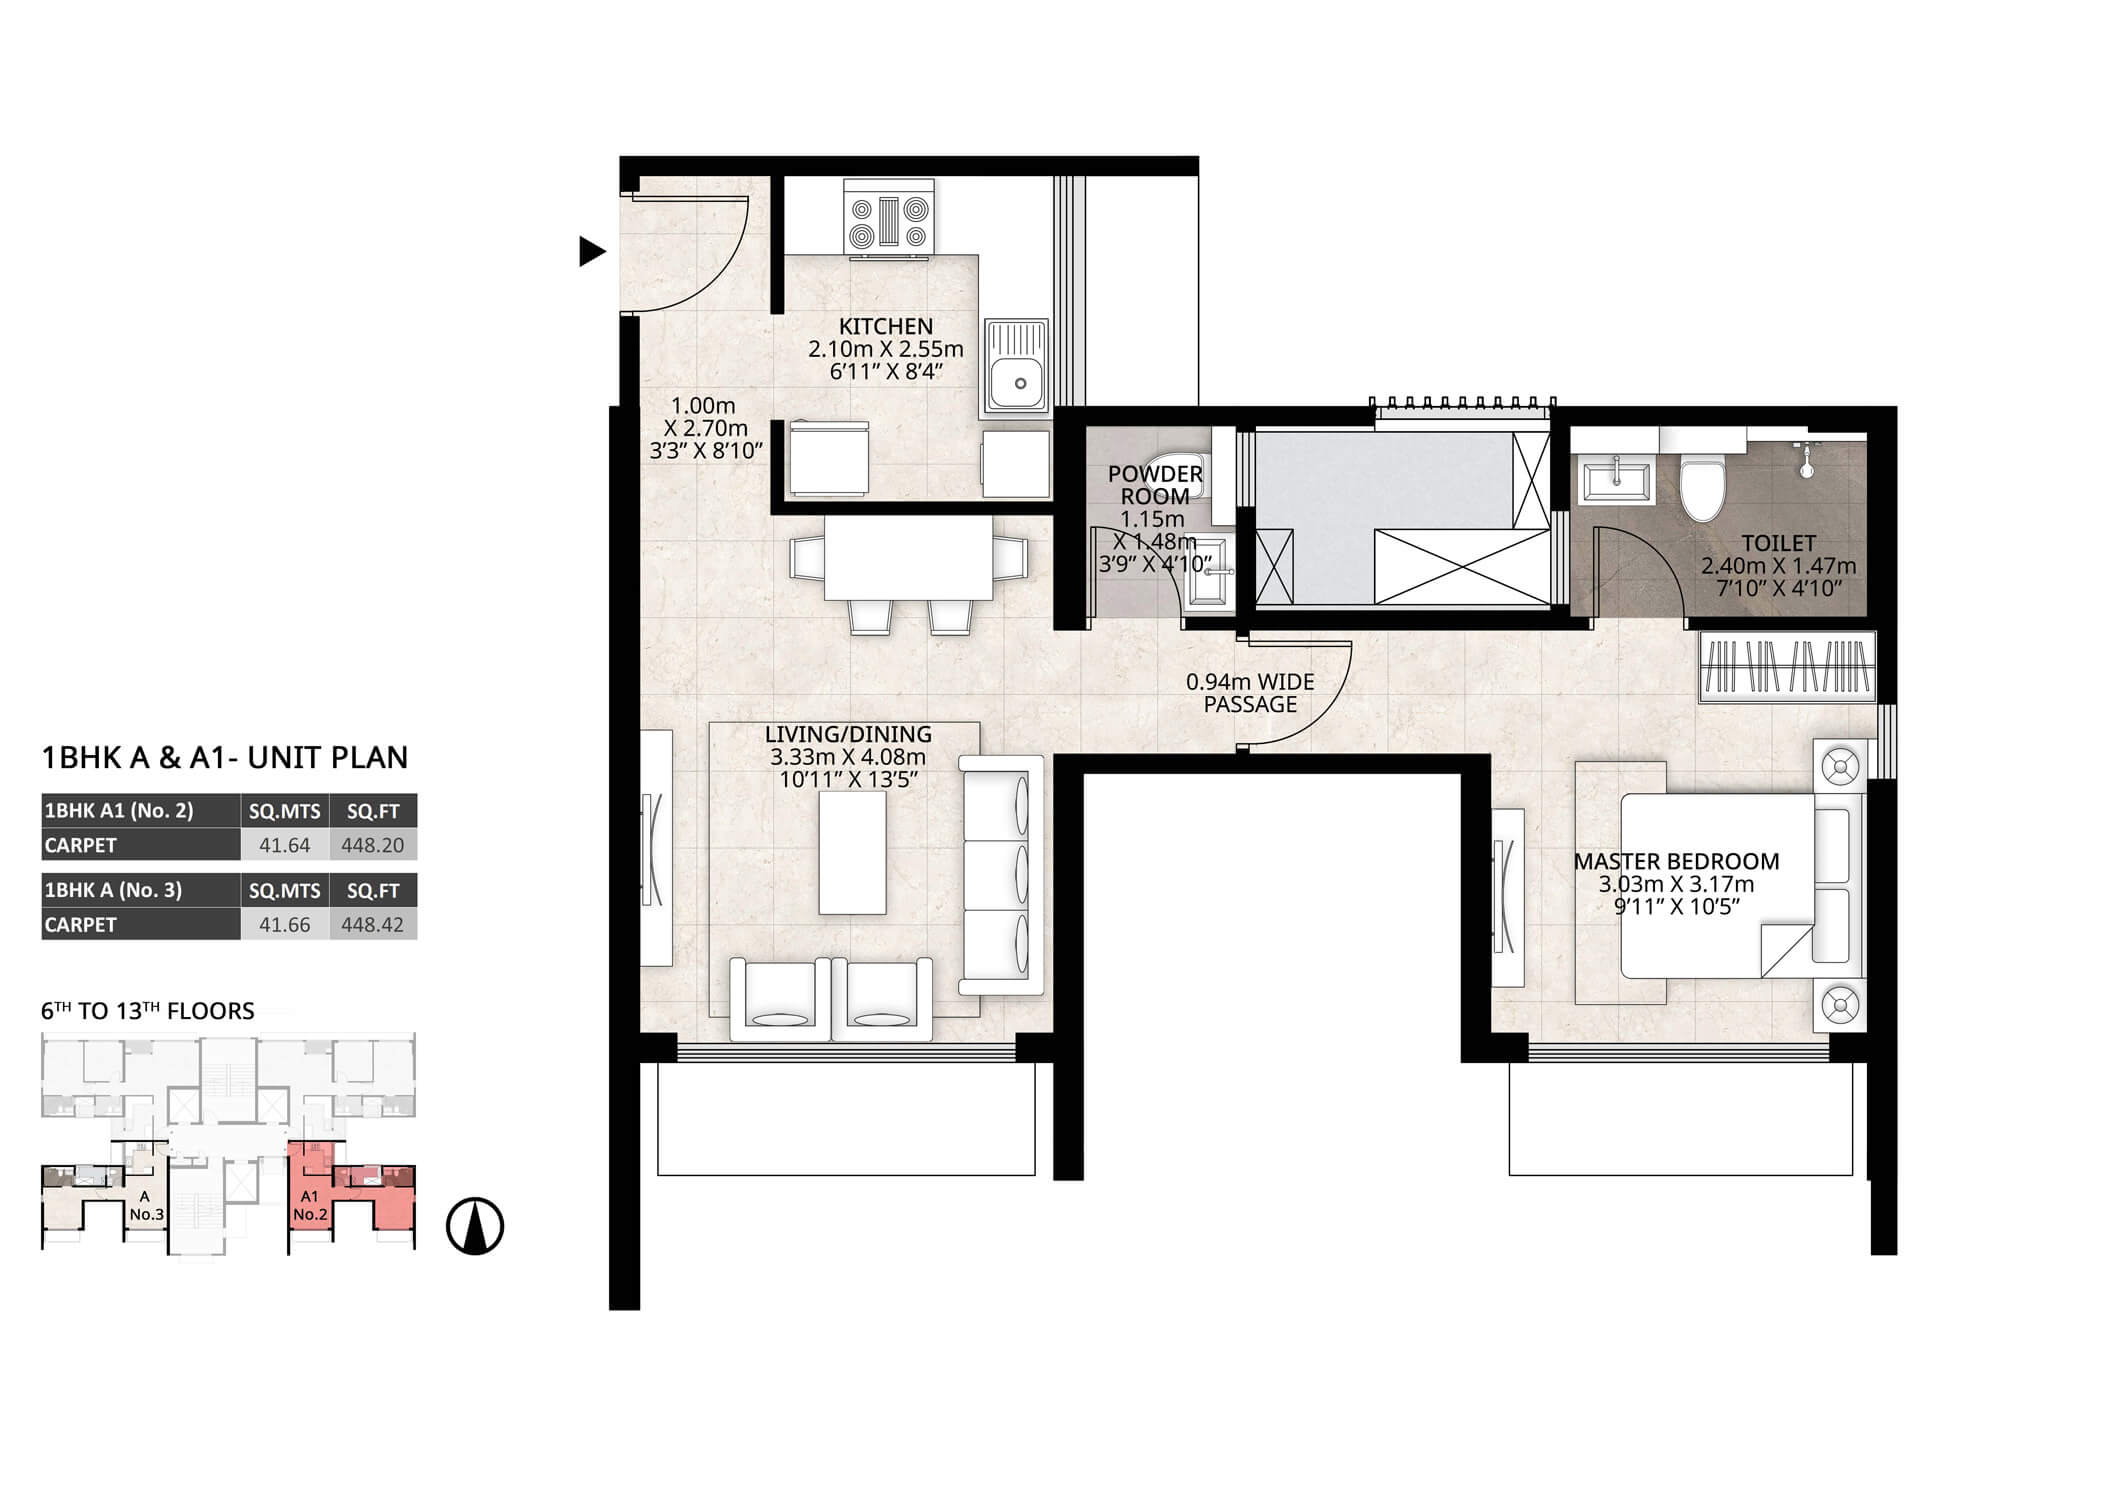 KITCHEN
2.10m X 2.55m
6'11” X 8'4”
1.00m
X 2.70m
3'3” X 8'10”
POWDER
ROOM
1.15m
X 1.48m
3'9” X 4'10”
TOILET
2.40m X 1.47m
7'10” X 4'10”
0.94m WIDE
PASSAGE
LIVING/DINING
3.33m X 4.08m
10'11” X 13'5”
MASTER BEDROOM
3.03m X 3.17m
9'11” X 10'5”
1BHK A & A1- UNIT PLAN
1BHK A1 (No. 2) SQ.MTS SQ.FT
CARPET 41.64 448.20
1BHK A (No. 3) SQ.MTS SQ.FT
CARPET 41.66 448.42
6TH TO 13TH FLOORS
A
No.3
A1
No.2